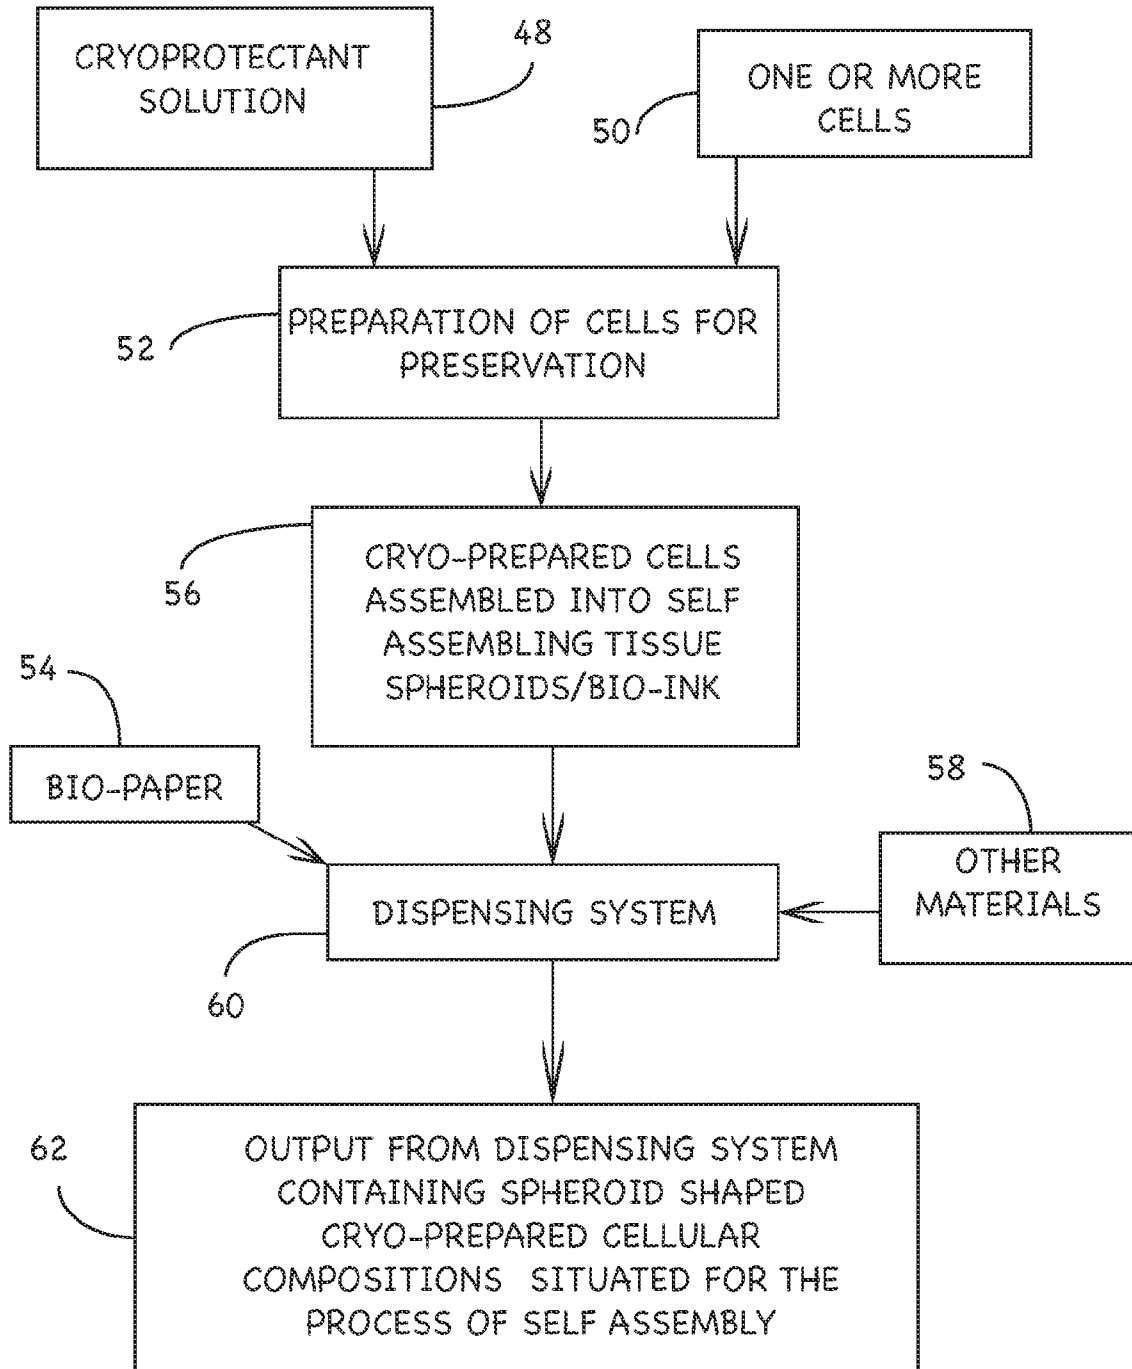 CRYOPROTECTANT
SOLUTION
48
ONE OR MORE
CELLS
50
PREPARATION OF CELLS FOR
PRESERVATION
52
CRYO-PREPARED CELLS
ASSEMBLED INTO SELF
ASSEMBLING TISSUE
SPHEROIDS/BIO-INK
56
54
BIO-PAPER
58
OTHER
MATERIALS
DISPENSING SYSTEM
60
62
OUTPUT FROM DISPENSING SYSTEM
CONTAINING SPHEROID SHAPED
CRYO-PREPARED CELLULAR
COMPOSITIONS SITUATED FOR THE
PROCESS OF SELF ASSEMBLY